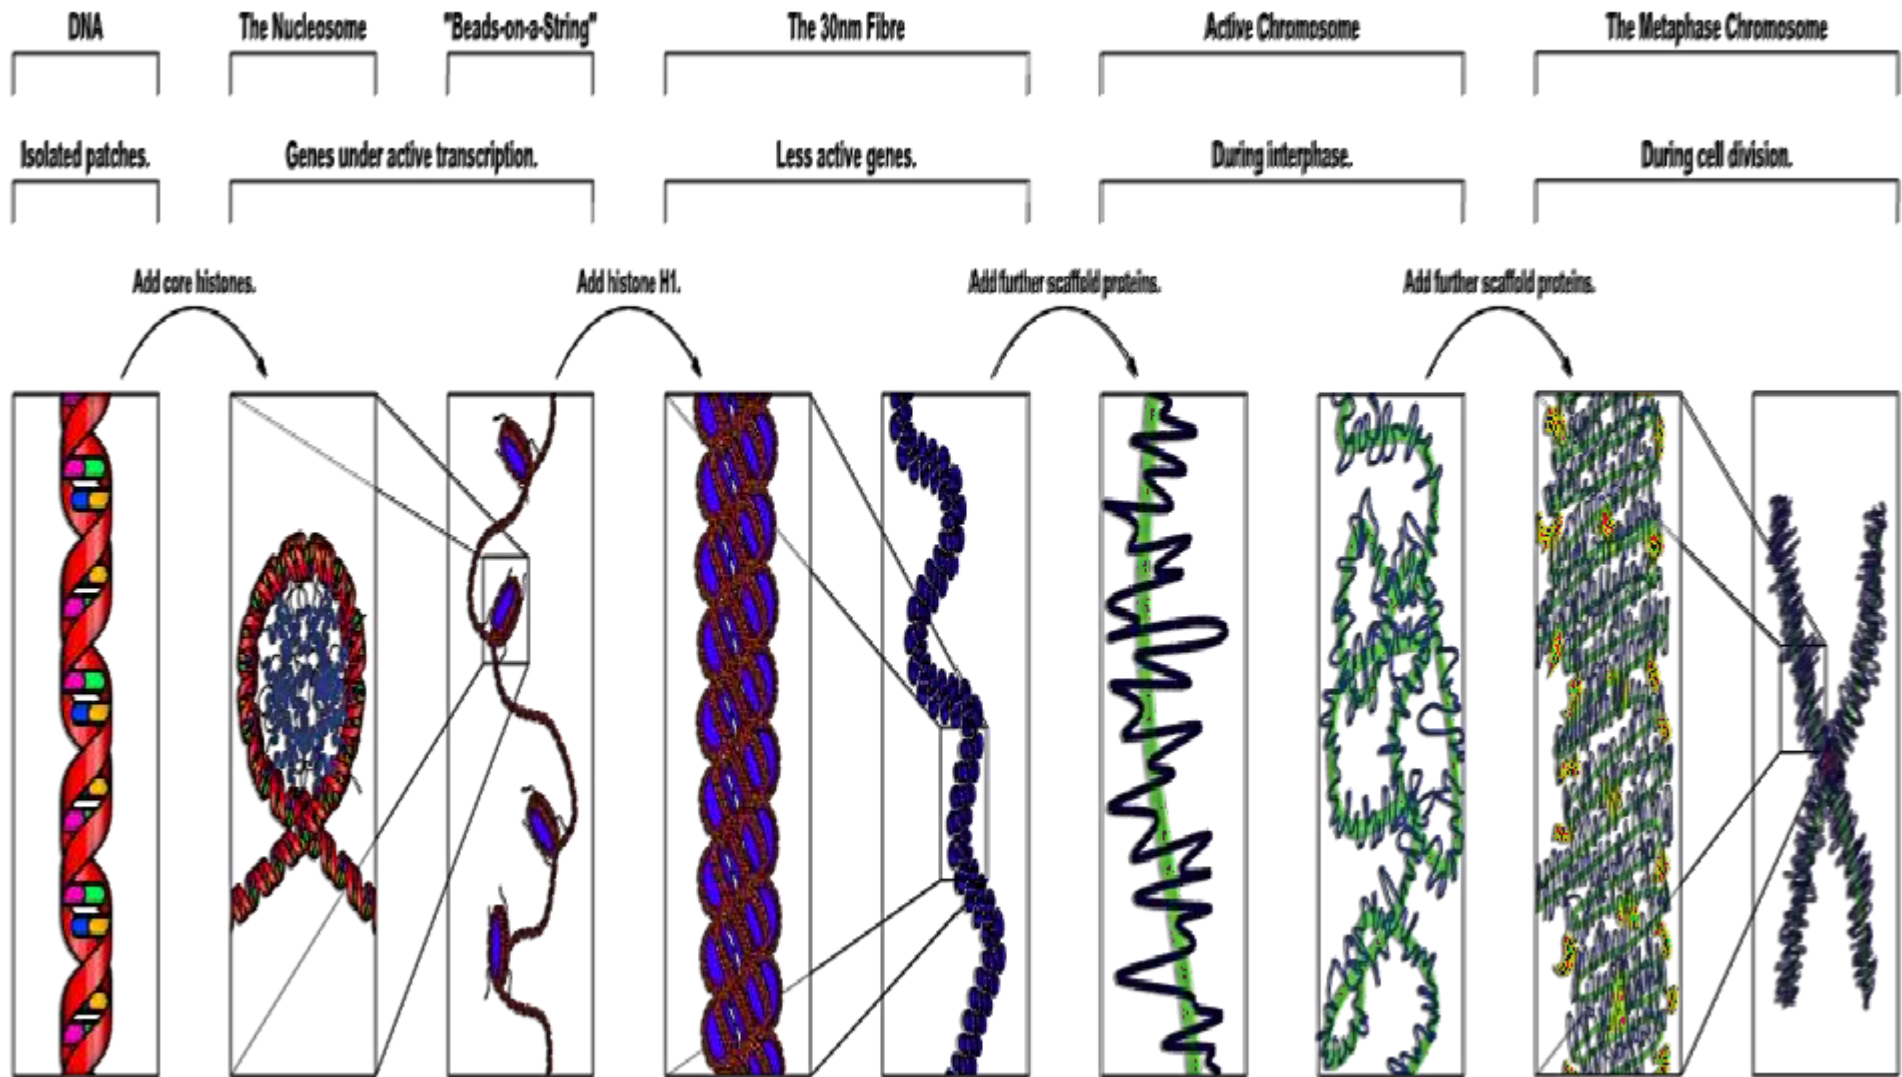 DNA
The Nucleosome
"Beads-on-a-String"
The 30nm Fibre
Active Chromosome
The Metaphase Chromosome
Isolated patches.
Genes under active transcription.
Less active genes.
During interphase.
During cell division.
Add core histones.
Add histone H1.
Add further scaffold proteins.
Add further scaffold proteins.